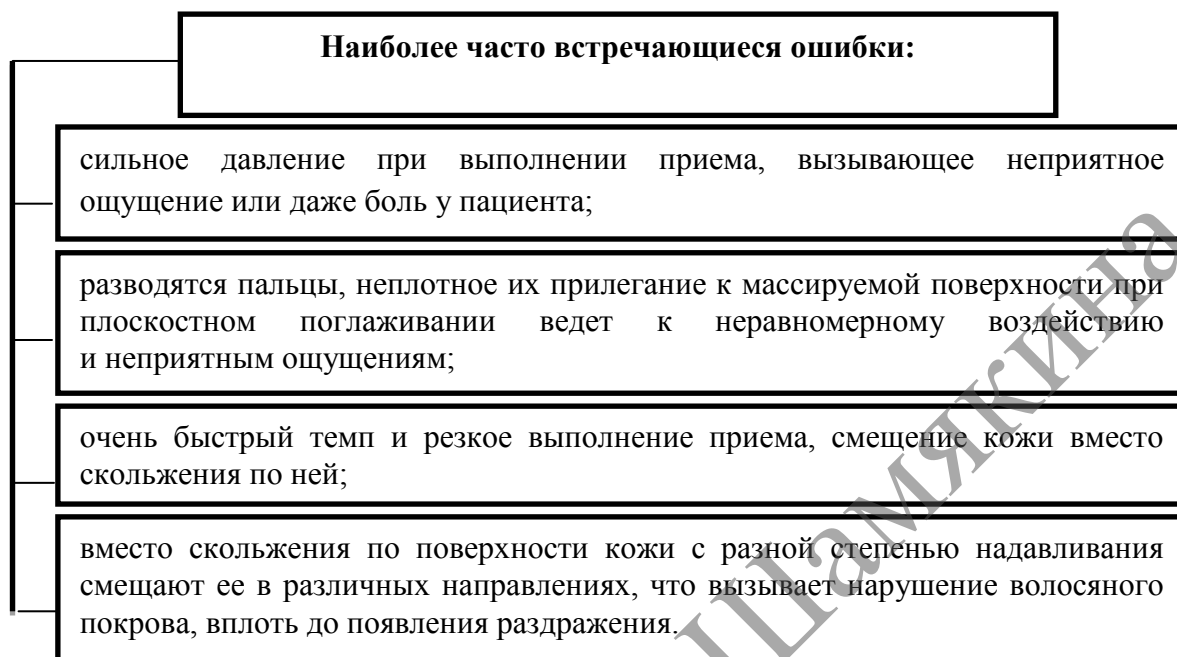 Наиболее часто встречающиеся ошибки:
сильное давление при выполнении приема, вызывающее неприятное
ощущение или даже боль у пациента;
разводятся пальцы, неплотное их прилегание к массируемой поверхности при
плоскостном поглаживании ведет к неравномерному воздействию
и неприятным ощущениям;
очень быстрый темп и резкое выполнение приема, смещение кожи вместо
скольжения по ней;
вместо скольжения по поверхности кожи с разной степенью надавливания
смещают ее в различных направлениях, что вызывает нарушение волосяного
покрова, вплоть до появления раздражения.
Шамякина